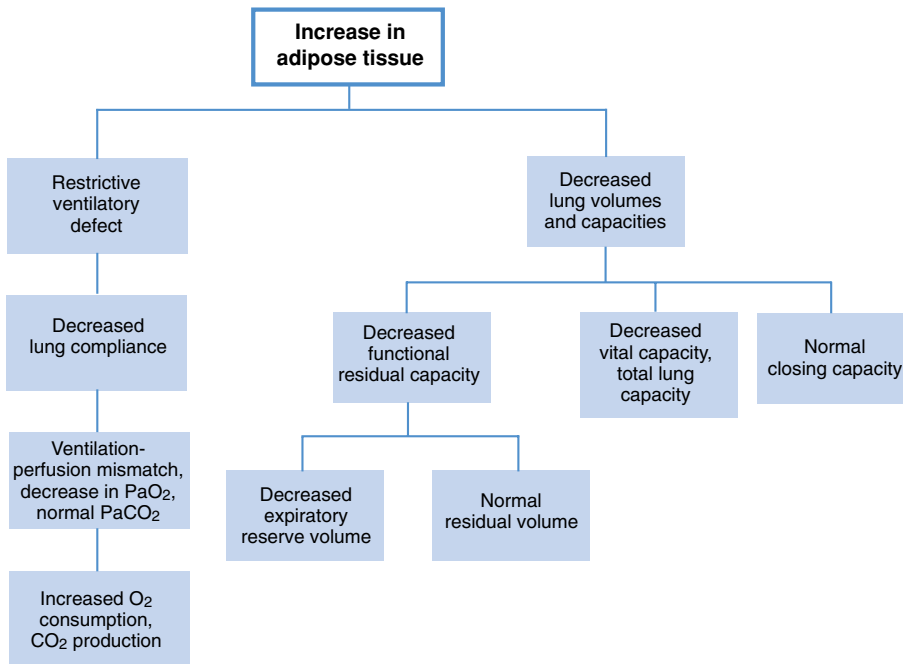 Increase in
adipose tissue
Restrictive
ventilatory
defect
Decreased
lung volumes
and capacities
Decreased
lung compliance
Decreased
functional
residual capacity
Decreased
vital capacity,
total lung
capacity
Normal
closing capacity
Ventilation-
perfusion mismatch,
decrease in PaO₂,
normal PaCO₂
Decreased
expiratory
reserve volume
Normal
residual volume
Increased O₂
consumption,
CO₂ production